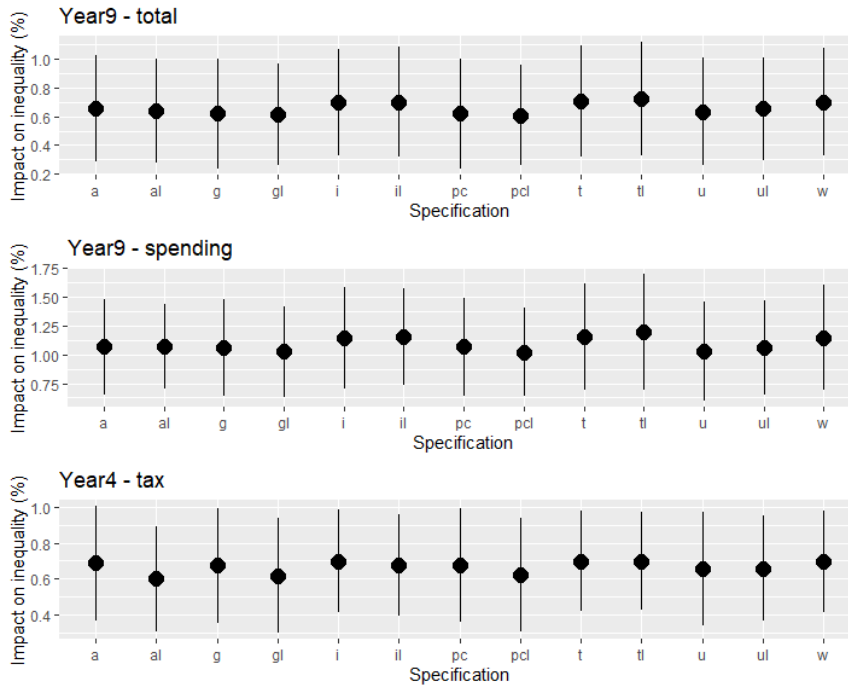 Year9 - total
Impact on inequality (%)
1.0
0.8
0.6
0.4
0.2
a al g gl i il pc pcl t tl u ul w
Specification
Year9 - spending
Impact on inequality (%)
1.75
1.50
1.25
1.00
0.75
a al g gl i il pc pcl t tl u ul w
Specification
Year4 - tax
Impact on inequality (%)
1.0
0.8
0.6
0.4
a al g gl i il pc pcl t tl u ul w
Specification